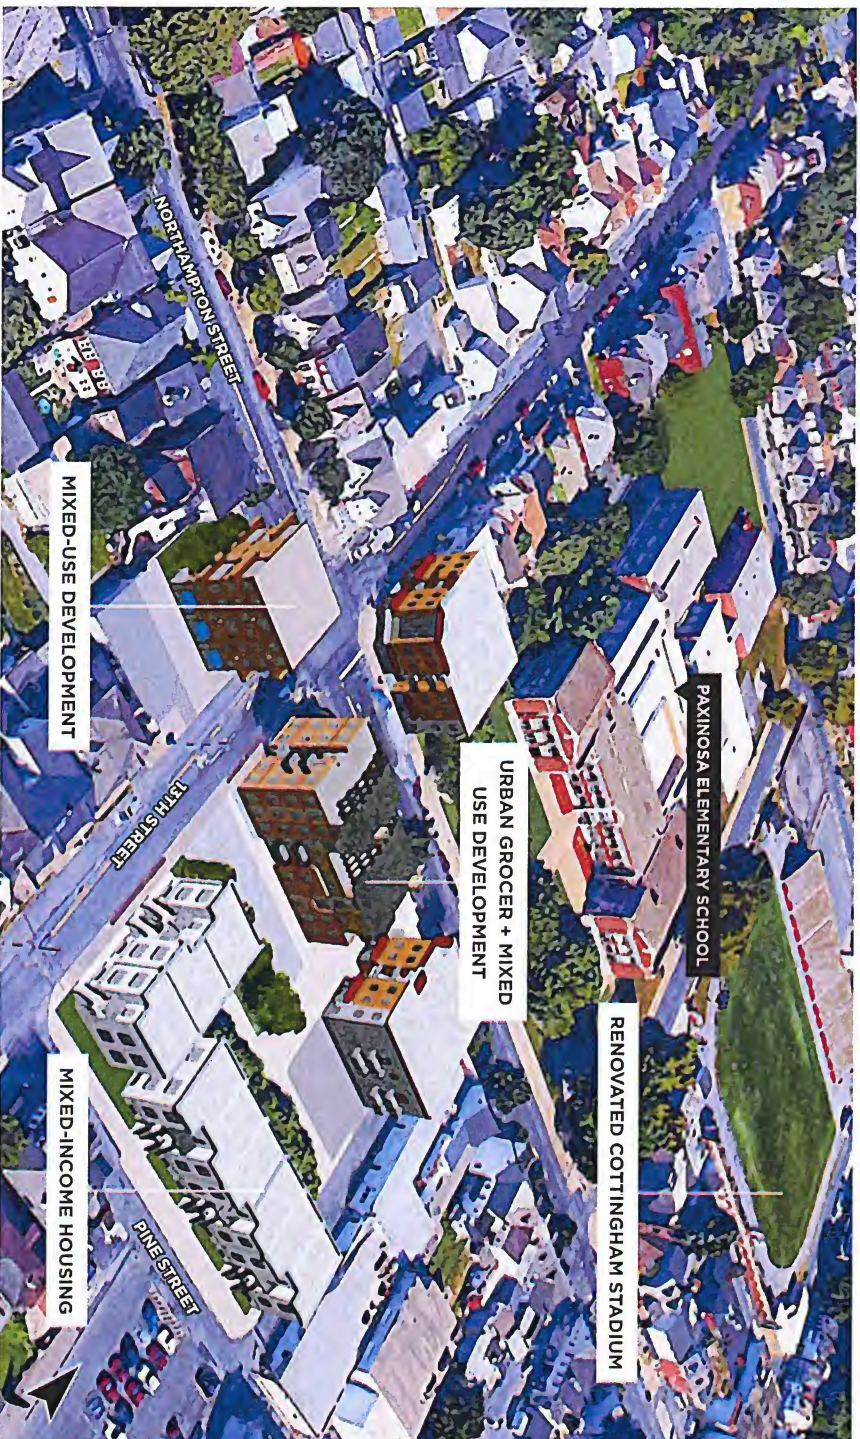 RENOVATED COTTINGHAM STADIUM
PAXINOSA ELEMENTARY SCHOOL
URBAN GROCER + MIXED
USE DEVELOPMENT
NORTHAMPTON STREET
13TH STREET
MIXED-USE DEVELOPMENT
MIXED-INCOME HOUSING
PINE STREET